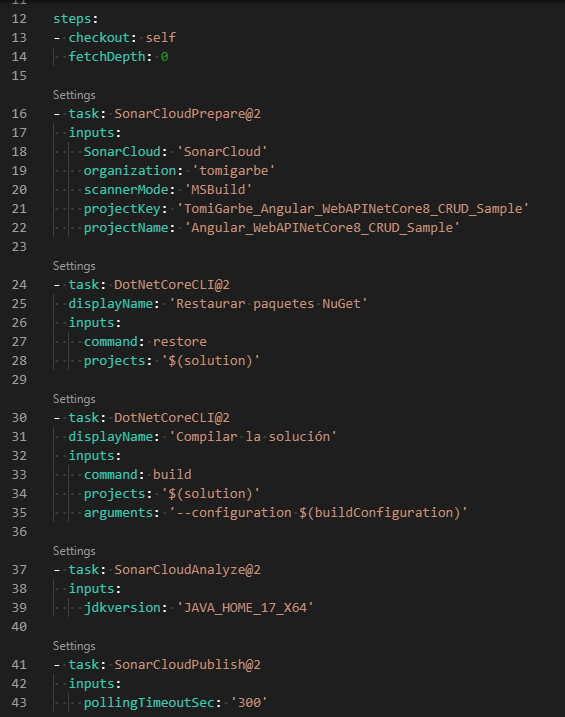 11
12 steps:
13 - checkout: self
14   fetchDepth: 0
15
Settings
16 - task: SonarCloudPrepare@2
17   inputs:
18     SonarCloud: 'SonarCloud'
19     organization: 'tomigarbe'
20     scannerMode: 'MSBuild'
21     projectKey: 'TomiGarbe_Angular_WebAPINetCore8_CRUD_Sample'
22     projectName: 'Angular_WebAPINetCore8_CRUD_Sample'
23
Settings
24 - task: DotNetCoreCLI@2
25   displayName: 'Restaurar paquetes NuGet'
26   inputs:
27     command: restore
28     projects: '$(solution)'
29
Settings
30 - task: DotNetCoreCLI@2
31   displayName: 'Compilar la solución'
32   inputs:
33     command: build
34     projects: '$(solution)'
35     arguments: '--configuration $(buildConfiguration)'
36
Settings
37 - task: SonarCloudAnalyze@2
38   inputs:
39     jdkversion: 'JAVA_HOME_17_X64'
40
Settings
41 - task: SonarCloudPublish@2
42   inputs:
43     pollingTimeoutSec: '300'